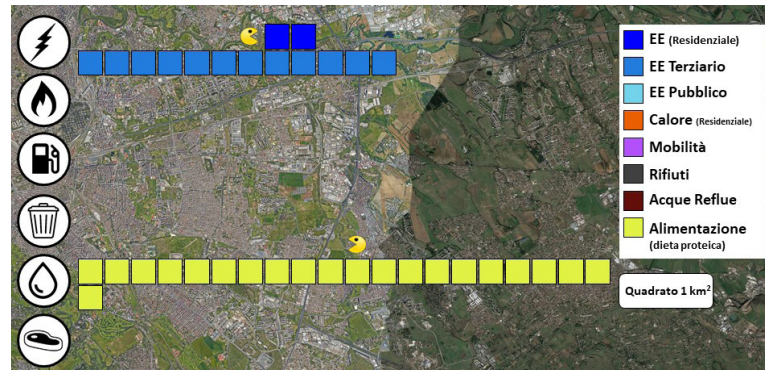 EE (Residenziale)
EE Terziario
EE Pubblico
Calore (Residenziale)
Mobilità
Rifiuti
Acque Reflue
Alimentazione
(dieta proteica)
Quadrato 1 km²